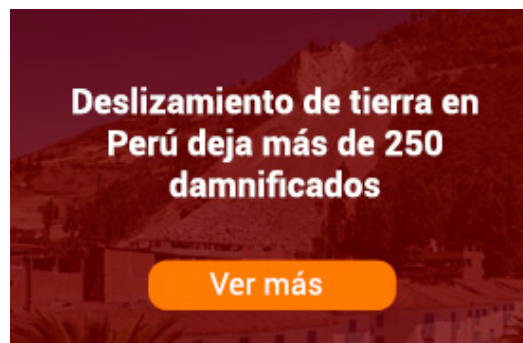 Deslizamiento de tierra en
Perú deja más de 250
damnificados
Ver más